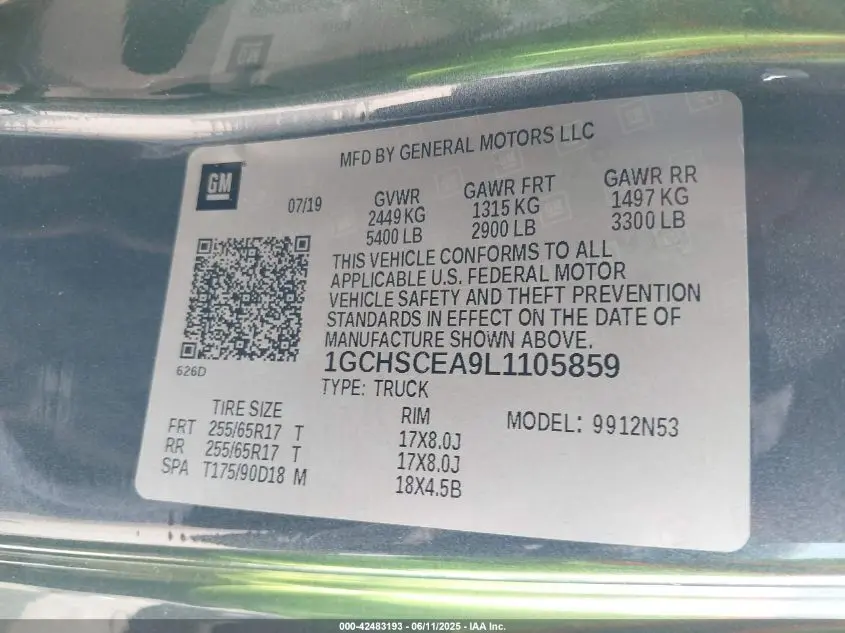 MFD BY GENERAL MOTORS LLC
GM
07/19
GVWR GAWR FRT GAWR RR
2449 KG 1315 KG 1497 KG
5400 LB 2900 LB 3300 LB
THIS VEHICLE CONFORMS TO ALL
APPLICABLE U.S. FEDERAL MOTOR
VEHICLE SAFETY AND THEFT PREVENTION
STANDARDS IN EFFECT ON THE DATE OF
MANUFACTURE SHOWN ABOVE.
626D
1GCHSCEA9L1105859
TYPE: TRUCK
TIRE SIZE RIM MODEL: 9912N53
FRT 255/65R17 T 17X8.0J
RR 255/65R17 T 17X8.0J
SPA T175/90D18 M 18X4.5B
000-42483193 - 06/11/2025 - IAA Inc.